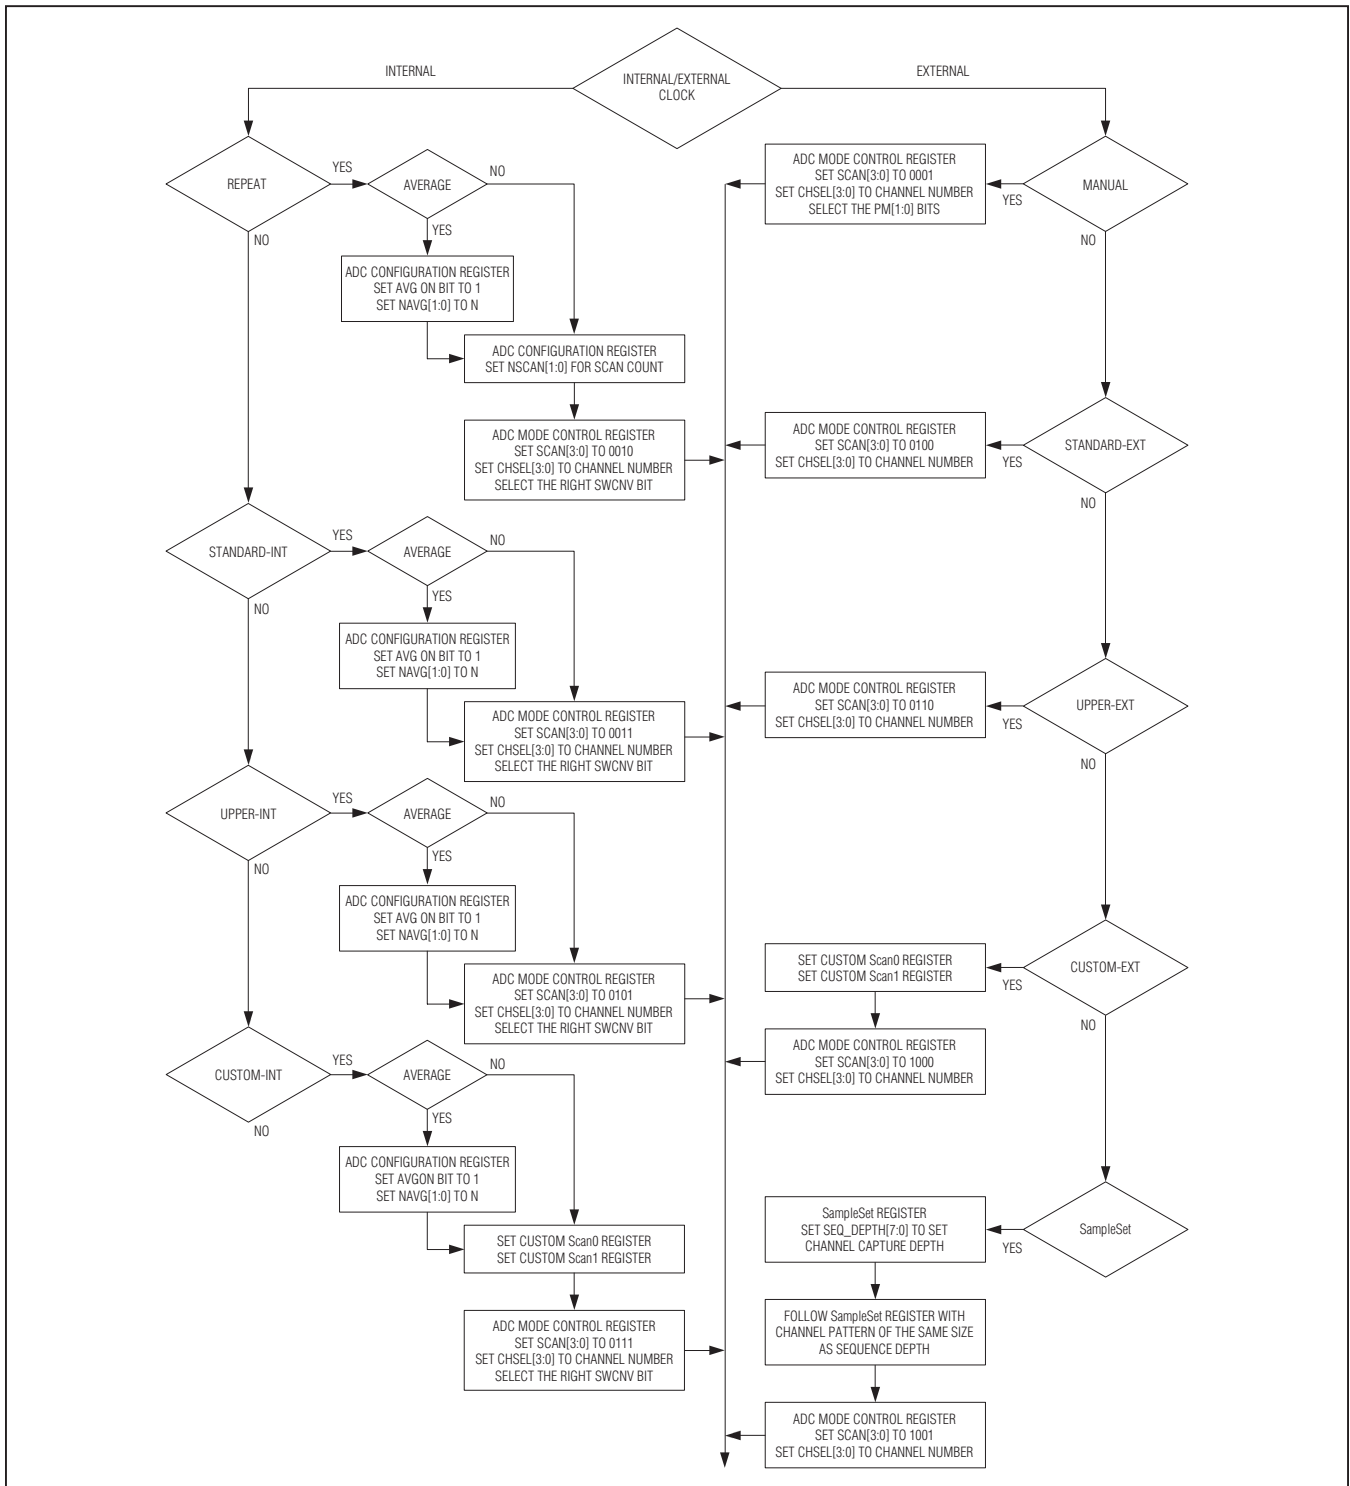 INTERNAL
INTERNAL/EXTERNAL
CLOCK
EXTERNAL
REPEAT
YES
AVERAGE
NO
YES
NO
ADC CONFIGURATION REGISTER
SET AVG ON BIT TO 1
SET NAVG[1:0] TO N
ADC CONFIGURATION REGISTER
SET NSCAN[1:0] FOR SCAN COUNT
ADC MODE CONTROL REGISTER
SET SCAN[3:0] TO 0010
SET CHSEL[3:0] TO CHANNEL NUMBER
SELECT THE RIGHT SWCNV BIT
STANDARD-INT
YES
AVERAGE
NO
YES
NO
ADC CONFIGURATION REGISTER
SET AVG ON BIT TO 1
SET NAVG[1:0] TO N
ADC MODE CONTROL REGISTER
SET SCAN[3:0] TO 0011
SET CHSEL[3:0] TO CHANNEL NUMBER
SELECT THE RIGHT SWCNV BIT
UPPER-INT
YES
AVERAGE
NO
YES
NO
ADC CONFIGURATION REGISTER
SET AVG ON BIT TO 1
SET NAVG[1:0] TO N
ADC MODE CONTROL REGISTER
SET SCAN[3:0] TO 0101
SET CHSEL[3:0] TO CHANNEL NUMBER
SELECT THE RIGHT SWCNV BIT
CUSTOM-INT
YES
AVERAGE
NO
YES
NO
ADC CONFIGURATION REGISTER
SET AVGON BIT TO 1
SET NAVG[1:0] TO N
SET CUSTOM Scan0 REGISTER
SET CUSTOM Scan1 REGISTER
ADC MODE CONTROL REGISTER
SET SCAN[3:0] TO 0111
SET CHSEL[3:0] TO CHANNEL NUMBER
SELECT THE RIGHT SWCNV BIT
ADC MODE CONTROL REGISTER
SET SCAN[3:0] TO 0001
SET CHSEL[3:0] TO CHANNEL NUMBER
SELECT THE PM[1:0] BITS
YES
MANUAL
NO
ADC MODE CONTROL REGISTER
SET SCAN[3:0] TO 0100
SET CHSEL[3:0] TO CHANNEL NUMBER
YES
STANDARD-EXT
NO
ADC MODE CONTROL REGISTER
SET SCAN[3:0] TO 0110
SET CHSEL[3:0] TO CHANNEL NUMBER
YES
UPPER-EXT
NO
SET CUSTOM Scan0 REGISTER
SET CUSTOM Scan1 REGISTER
YES
CUSTOM-EXT
NO
ADC MODE CONTROL REGISTER
SET SCAN[3:0] TO 1000
SET CHSEL[3:0] TO CHANNEL NUMBER
SampleSet REGISTER
SET SEQ_DEPTH[7:0] TO SET
CHANNEL CAPTURE DEPTH
YES
SampleSet
FOLLOW SampleSet REGISTER WITH
CHANNEL PATTERN OF THE SAME SIZE
AS SEQUENCE DEPTH
ADC MODE CONTROL REGISTER
SET SCAN[3:0] TO 1001
SET CHSEL[3:0] TO CHANNEL NUMBER